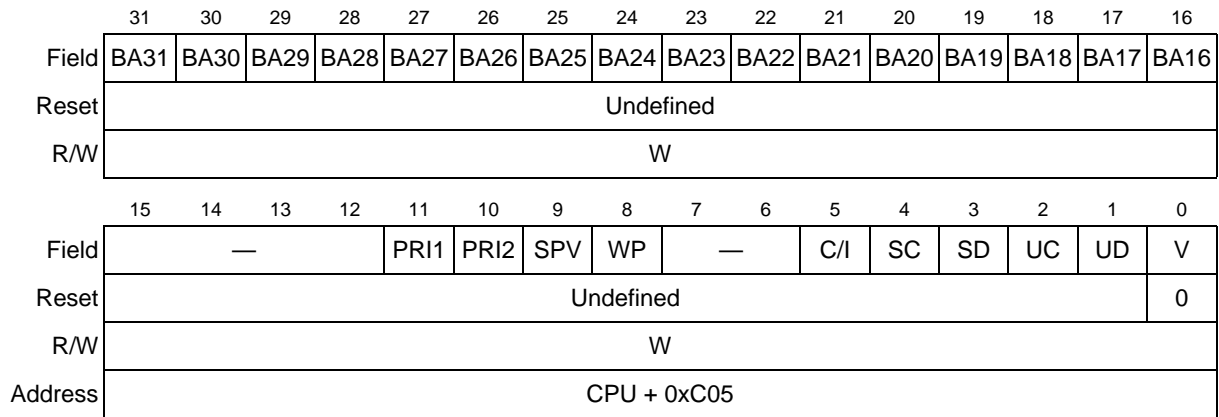 31 30 29 28 27 26 25 24 23 22 21 20 19 18 17 16
Field BA31 BA30 BA29 BA28 BA27 BA26 BA25 BA24 BA23 BA22 BA21 BA20 BA19 BA18 BA17 BA16
Reset Undefined
R/W W
15 14 13 12 11 10 9 8 7 6 5 4 3 2 1 0
Field — PRI1 PRI2 SPV WP — C/I SC SD UC UD V
Reset Undefined 0
R/W W
Address CPU + 0xC05